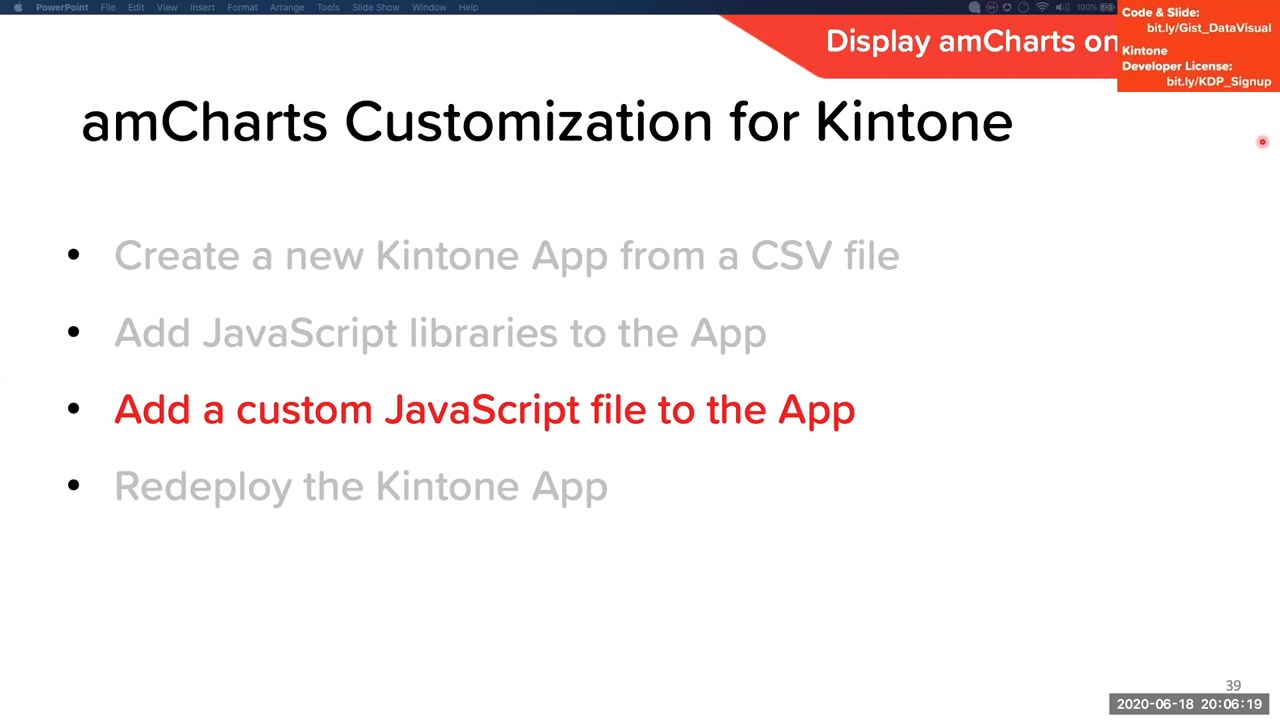 PowerPoint File Edit View Insert Format Arrange Tools Slide Show Window Help 100%
Code & Slide:
bit.ly/Gist_DataVisual
Kintone
Developer License:
bit.ly/KDP_Signup
Display amCharts on
amCharts Customization for Kintone
• Create a new Kintone App from a CSV file
• Add JavaScript libraries to the App
• Add a custom JavaScript file to the App
• Redeploy the Kintone App
39
2020-06-18 20:06:19